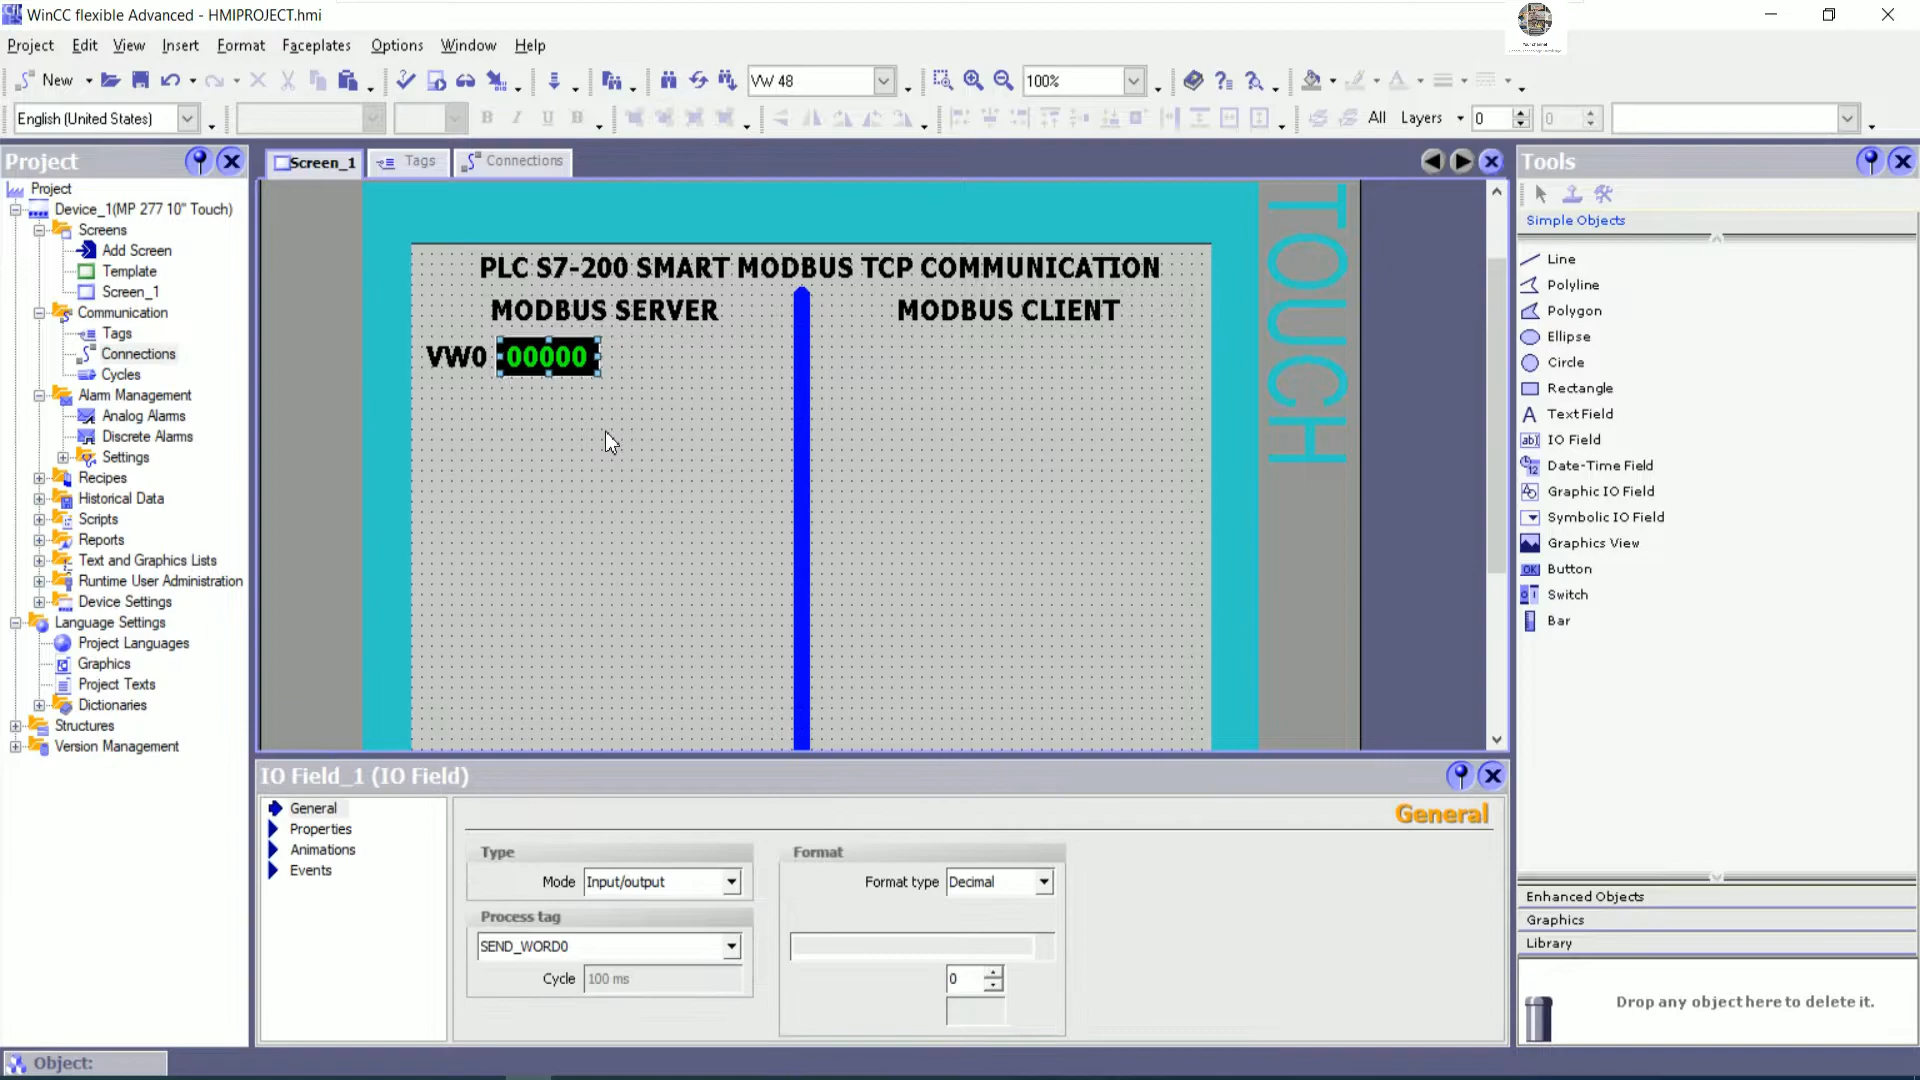 WinCC flexible Advanced - HMIPROJECT.hmi
Project Edit View Insert Format Faceplates Options Window Help
New VW 48 100%
English (United States) B I U B All Layers 0 0
Project
Project
Device_1(MP 277 10" Touch)
Screens
Add Screen
Template
Screen_1
Communication
Tags
Connections
Cycles
Alarm Management
Analog Alarms
Discrete Alarms
Settings
Recipes
Historical Data
Scripts
Reports
Text and Graphics Lists
Runtime User Administration
Device Settings
Language Settings
Project Languages
Graphics
Project Texts
Dictionaries
Structures
Version Management
Screen_1 Tags Connections
PLC S7-200 SMART MODBUS TCP COMMUNICATION
MODBUS SERVER MODBUS CLIENT
VW0 00000
TOUCH
IO Field_1 (IO Field)
General
Properties
Animations
Events
General
Type
Mode Input/output
Process tag
SEND_WORD0
Cycle 100 ms
Format
Format type Decimal
0
Tools
Simple Objects
Line
Polyline
Polygon
Ellipse
Circle
Rectangle
A Text Field
IO Field
Date-Time Field
Graphic IO Field
Symbolic IO Field
Graphics View
OK Button
Switch
Bar
Enhanced Objects
Graphics
Library
Drop any object here to delete it.
Object: